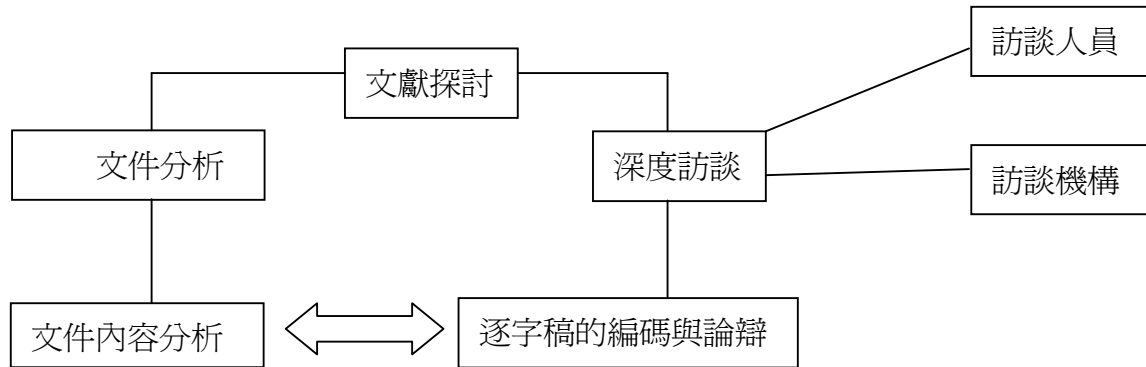 訪談人員
文獻探討
文件分析
深度訪談
訪談機構
文件內容分析
逐字稿的編碼與論辯